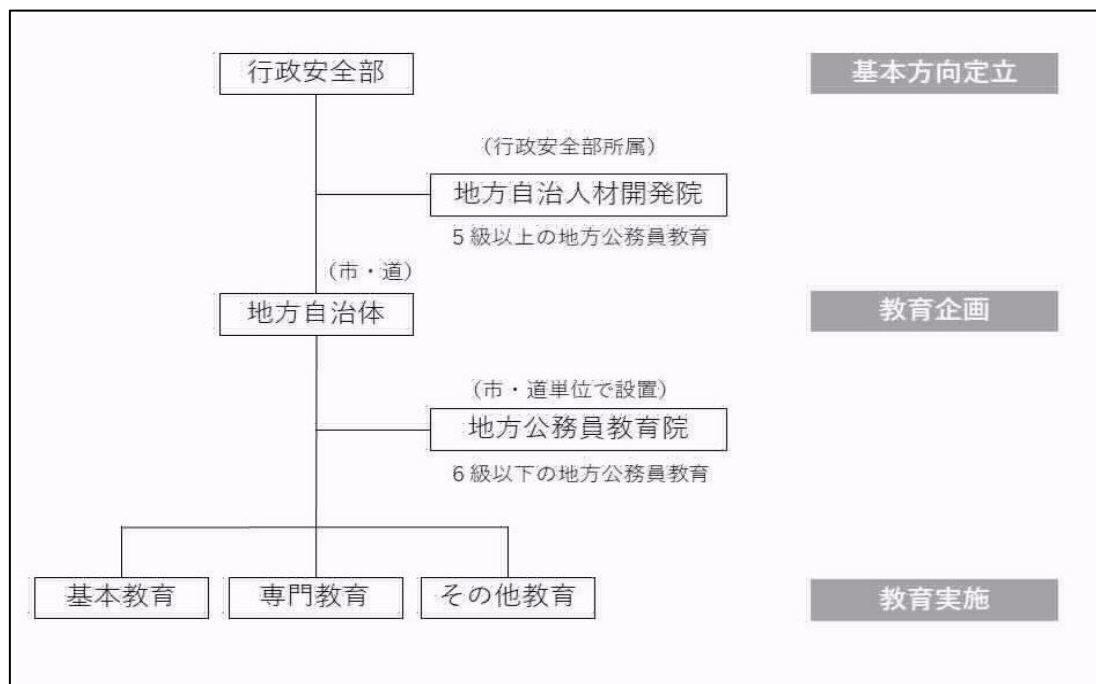 行政安全部
基本方向定立
（行政安全部所属）
地方自治人材開発院
5 級以上の地方公務員教育
（市・道）
地方自治体
教育企画
（市・道単位で設置）
地方公務員教育院
6 級以下の地方公務員教育
基本教育
専門教育
その他教育
教育実施